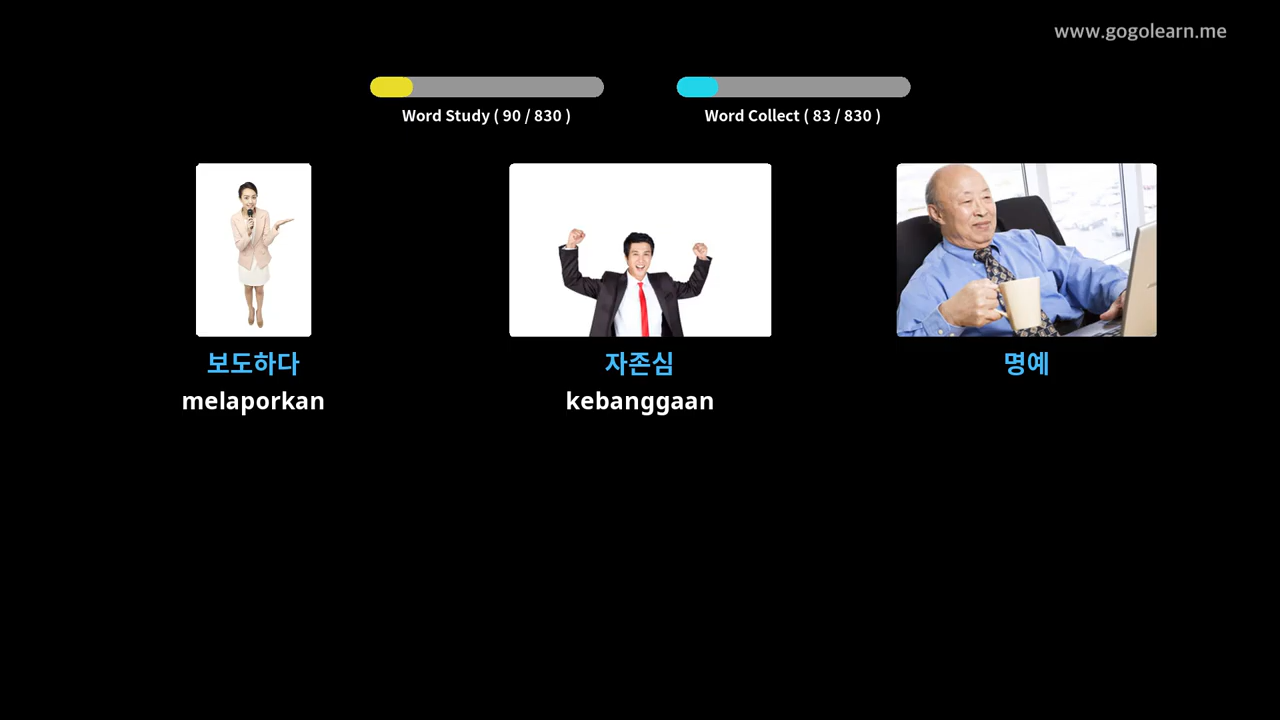 www.gogolearn.me
Word Study ( 90 / 830 )
Word Collect ( 83 / 830 )
보도하다
자존심
명예
melaporkan
kebanggaan